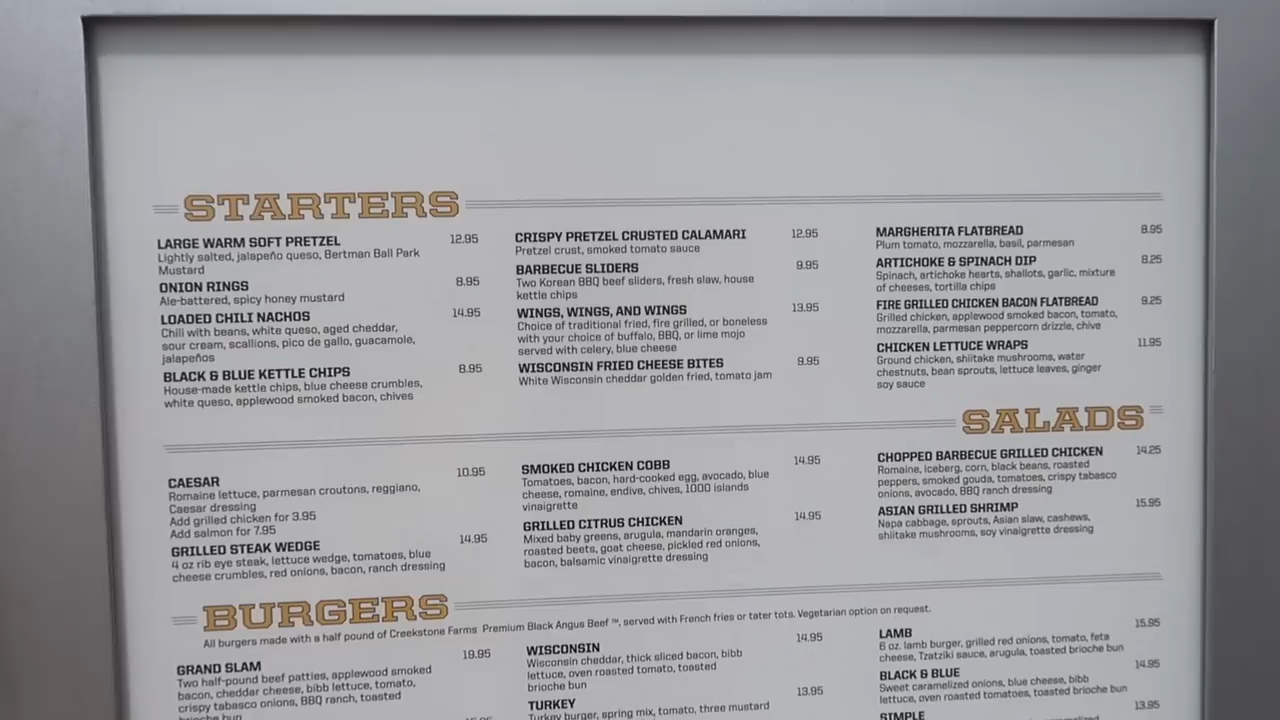 STARTERS
LARGE WARM SOFT PRETZEL 12.95
Lightly salted, jalapeño queso, Bertman Ball Park
Mustard
ONION RINGS 8.95
Ale-battered, spicy honey mustard
LOADED CHILI NACHOS 14.95
Chili with beans, white queso, aged cheddar,
sour cream, scallions, pico de gallo, guacamole,
jalapeños
BLACK & BLUE KETTLE CHIPS 8.95
House-made kettle chips, blue cheese crumbles,
white queso, applewood smoked bacon, chives
CRISPY PRETZEL CRUSTED CALAMARI 12.95
Pretzel crust, smoked tomato sauce
BARBECUE SLIDERS 9.95
Two Korean BBQ beef sliders, fresh slaw, house
kettle chips
WINGS, WINGS, AND WINGS 13.95
Choice of traditional fried, fire grilled, or boneless
with your choice of buffalo, BBQ, or lime mojo
served with celery, blue cheese
WISCONSIN FRIED CHEESE BITES 9.95
White Wisconsin cheddar golden fried, tomato jam
MARGHERITA FLATBREAD 8.95
Plum tomato, mozzarella, basil, parmesan
ARTICHOKE & SPINACH DIP 8.25
Spinach, artichoke hearts, shallots, garlic, mixture
of cheeses, tortilla chips
FIRE GRILLED CHICKEN BACON FLATBREAD 9.25
Grilled chicken, applewood smoked bacon, tomato,
mozzarella, parmesan peppercorn drizzle, chive
CHICKEN LETTUCE WRAPS 11.95
Ground chicken, shiitake mushrooms, water
chestnuts, bean sprouts, lettuce leaves, ginger
soy sauce
SALADS
CAESAR 10.95
Romaine lettuce, parmesan croutons, reggiano,
Caesar dressing
Add grilled chicken for 3.95
Add salmon for 7.95
GRILLED STEAK WEDGE 14.95
4 oz rib eye steak, lettuce wedge, tomatoes, blue
cheese crumbles, red onions, bacon, ranch dressing
SMOKED CHICKEN COBB 14.95
Tomatoes, bacon, hard-cooked egg, avocado, blue
cheese, romaine, endive, chives, 1000 islands
vinaigrette
GRILLED CITRUS CHICKEN 14.95
Mixed baby greens, arugula, mandarin oranges,
roasted beets, goat cheese, pickled red onions,
bacon, balsamic vinaigrette dressing
CHOPPED BARBECUE GRILLED CHICKEN 14.25
Romaine, iceberg, corn, black beans, roasted
peppers, smoked gouda, tomatoes, crispy tabasco
onions, avocado, BBQ ranch dressing
ASIAN GRILLED SHRIMP 15.95
Napa cabbage, sprouts, Asian slaw, cashews,
shiitake mushrooms, soy vinaigrette dressing
BURGERS
All burgers made with a half pound of Creekstone Farms Premium Black Angus Beef ™, served with French fries or tater tots. Vegetarian option on request.
GRAND SLAM 19.95
Two half-pound beef patties, applewood smoked
bacon, cheddar cheese, bibb lettuce, tomato,
crispy tabasco onions, BBQ ranch, toasted
brioche bun
WISCONSIN 14.95
Wisconsin cheddar, thick sliced bacon, bibb
lettuce, oven roasted tomato, toasted
brioche bun
TURKEY 13.95
Turkey burger, spring mix, tomato, three mustard
LAMB 15.95
6 oz. lamb burger, grilled red onions, tomato, feta
cheese, Tzatziki sauce, arugula, toasted brioche bun
BLACK & BLUE 14.95
Sweet caramelized onions, blue cheese, bibb
lettuce, oven roasted tomatoes, toasted brioche bun
SIMPLE 13.95